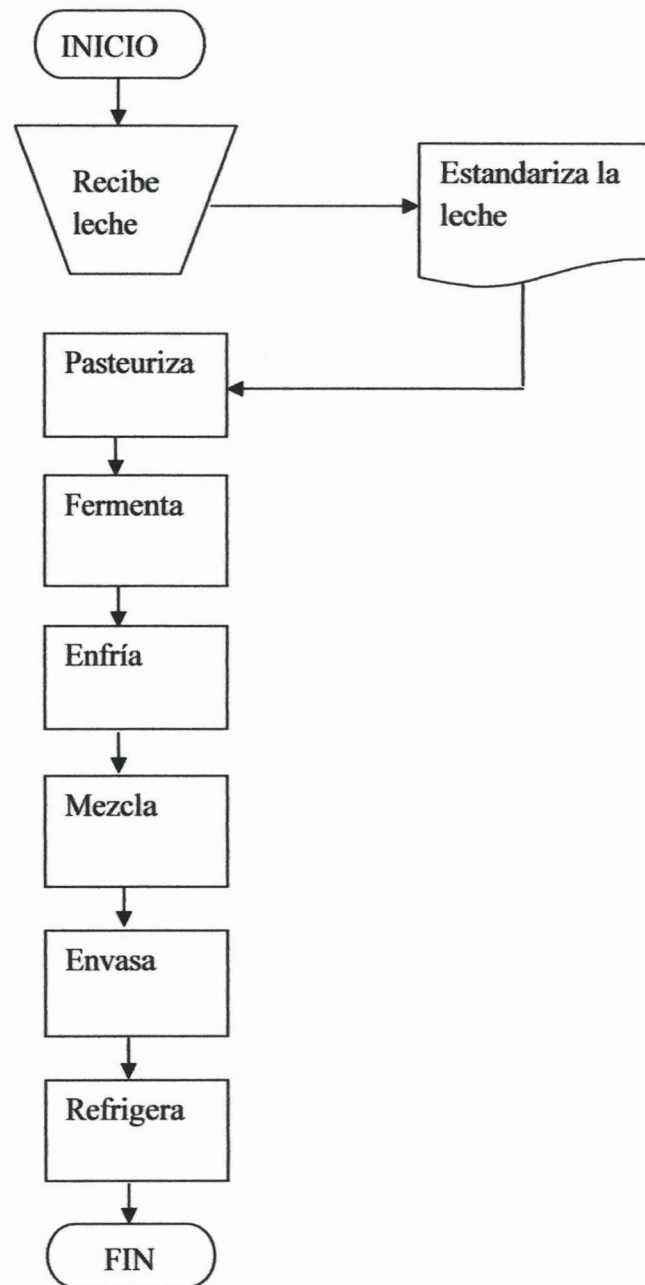 INICIO
Recibe
leche
Estandariza la
leche
Pasteuriza
Fermenta
Enfría
Mezcla
Envasa
Refrigera
FIN